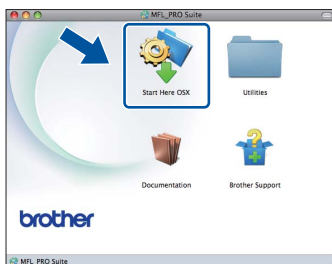 MFL_PRO Suite
Start Here OSX
Utilities
Documentation
Brother Support
brother
MFL_PRO Suite